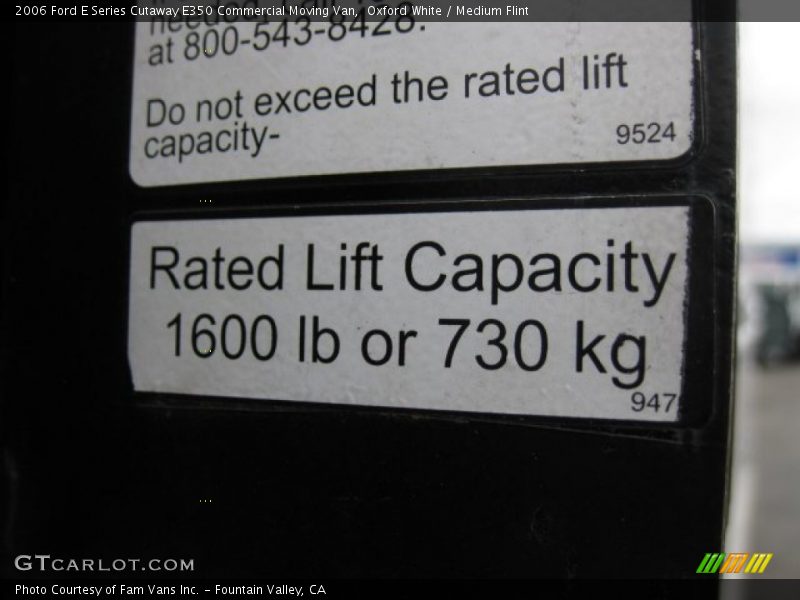 2006 Ford E Series Cutaway E350 Commercial Moving Van, Oxford White / Medium Flint
at 800-543-8428.
Do not exceed the rated lift
capacity-
9524
Rated Lift Capacity
1600 lb or 730 kg
947
GTCARLOT.COM
Photo Courtesy of Fam Vans Inc. - Fountain Valley, CA